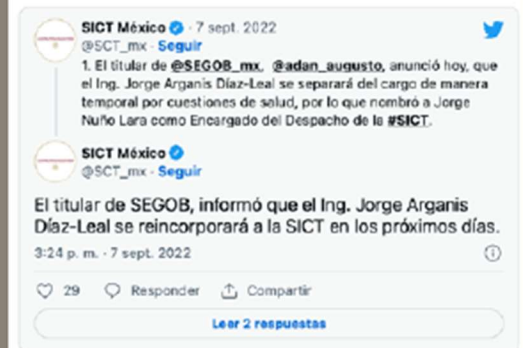 SICT México · 7 sept. 2022
@SCT_mx · Seguir
1. El titular de @SEGOB_mx, @adan_augusto, anunció hoy, que
el Ing. Jorge Arganis Díaz-Leal se separará del cargo de manera
temporal por cuestiones de salud, por lo que nombró a Jorge
Nuño Lara como Encargado del Despacho de la #SICT.
SICT México
@SCT_mx · Seguir
El titular de SEGOB, informó que el Ing. Jorge Arganis
Díaz-Leal se reincorporará a la SICT en los próximos días.
3:24 p. m. · 7 sept. 2022
29 Responder Compartir
Leer 2 respuestas